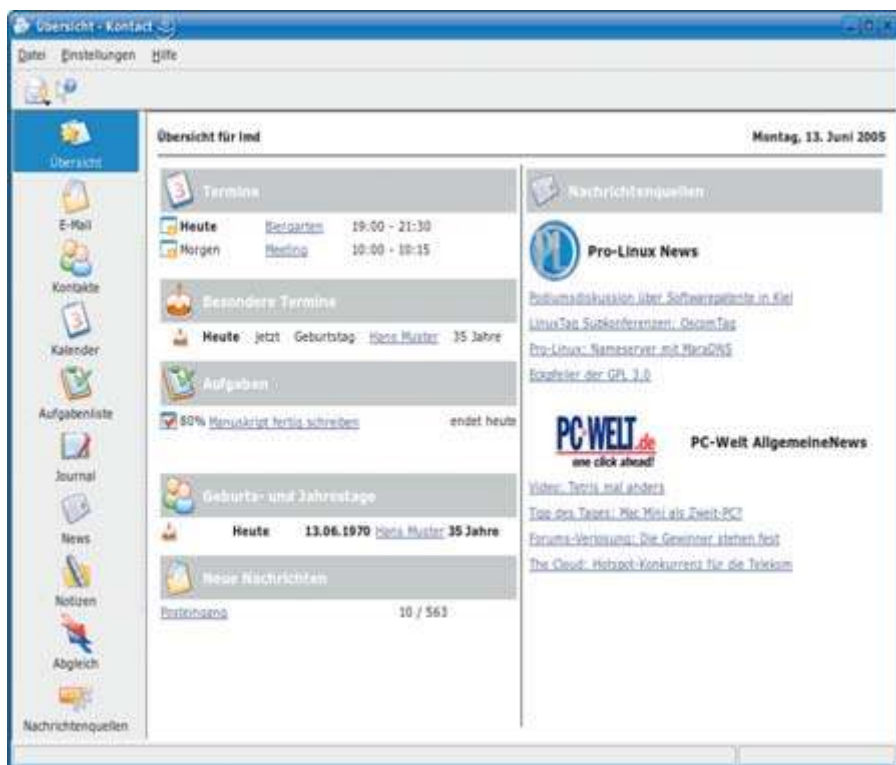 Übersicht - Kontact
Datei Einstellungen Hilfe
Übersicht
E-Mail
Kontakte
Kalender
Aufgabenliste
Journal
News
Notizen
Abgleich
Nachrichtenquellen
Übersicht für lmd
Montag, 13. Juni 2005
Termine
Heute Biergarten 19:00 - 21:30
Morgen Meeting 10:00 - 10:15
Besondere Termine
Heute jetzt Geburtstag Hans Muster 35 Jahre
Aufgaben
80% Manuskript fertig schreiben endet heute
Geburts- und Jahrestage
Heute 13.06.1970 Hans Muster 35 Jahre
Neue Nachrichten
Posteingang 10 / 563
Nachrichtenquellen
PL
Pro-Linux News
Podiumsdiskussion über Softwarepatente in Kiel
LinuxTag Subkonferenzen: OscomTag
Pro-Linux: Nameserver mit MaraDNS
Eckpfeiler der GPL 3.0
PC WELT.de
one click ahead!
PC-Welt AllgemeineNews
Video: Tetris mal anders
Tipp des Tages: Mac Mini als Zweit-PC?
Forums-Verlosung: Die Gewinner stehen fest
The Cloud: Hotspot-Konkurrenz für die Telekom